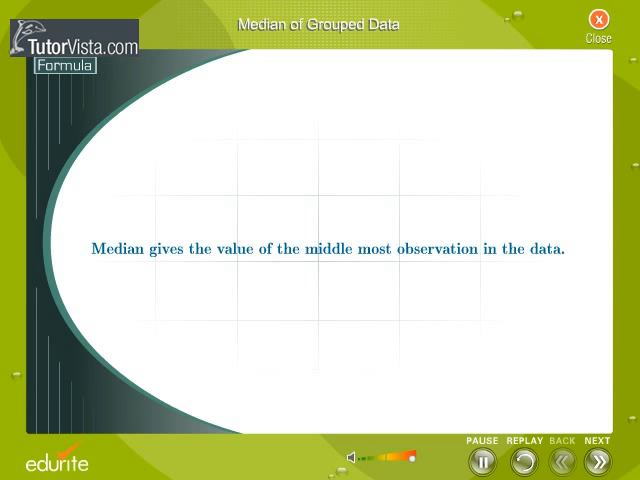 Median of Grouped Data
x
Close
TutorVista.com
Formula
Median gives the value of the middle most observation in the data.
PAUSE REPLAY BACK NEXT
edurite